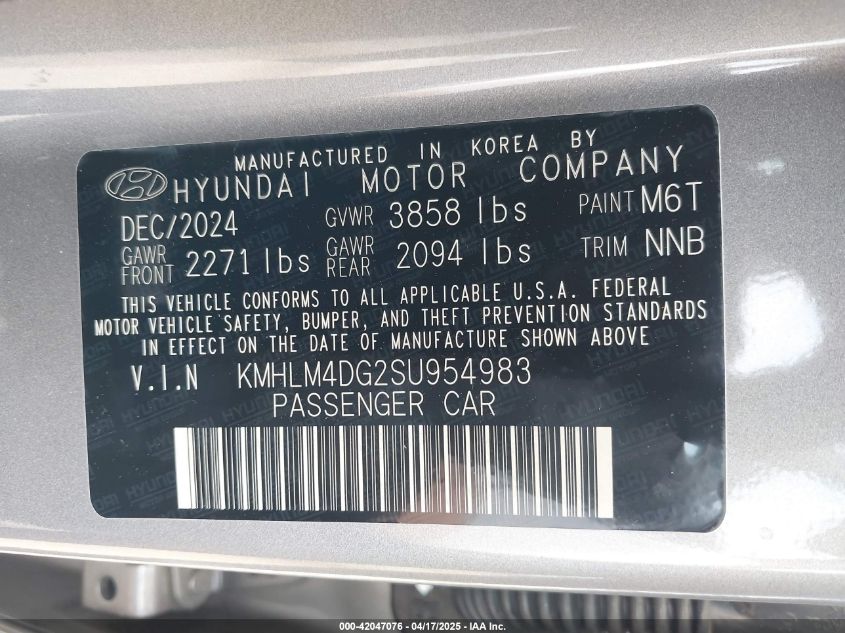 MANUFACTURED IN KOREA BY
HYUNDAI MOTOR COMPANY
DEC/2024 GVWR 3858 lbs PAINT M6T
GAWR FRONT 2271 lbs GAWR REAR 2094 lbs TRIM NNB
THIS VEHICLE CONFORMS TO ALL APPLICABLE U.S.A. FEDERAL
MOTOR VEHICLE SAFETY, BUMPER, AND THEFT PREVENTION STANDARDS
IN EFFECT ON THE DATE OF MANUFACTURE SHOWN ABOVE
V.I.N KMHLM4DG2SU954983
PASSENGER CAR
000-42047076 - 04/17/2025 - IAA Inc.